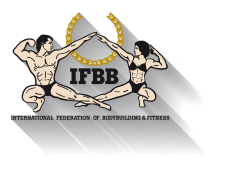 IFBB
INTERNATIONAL FEDERATION OF BODYBUILDING & FITNESS